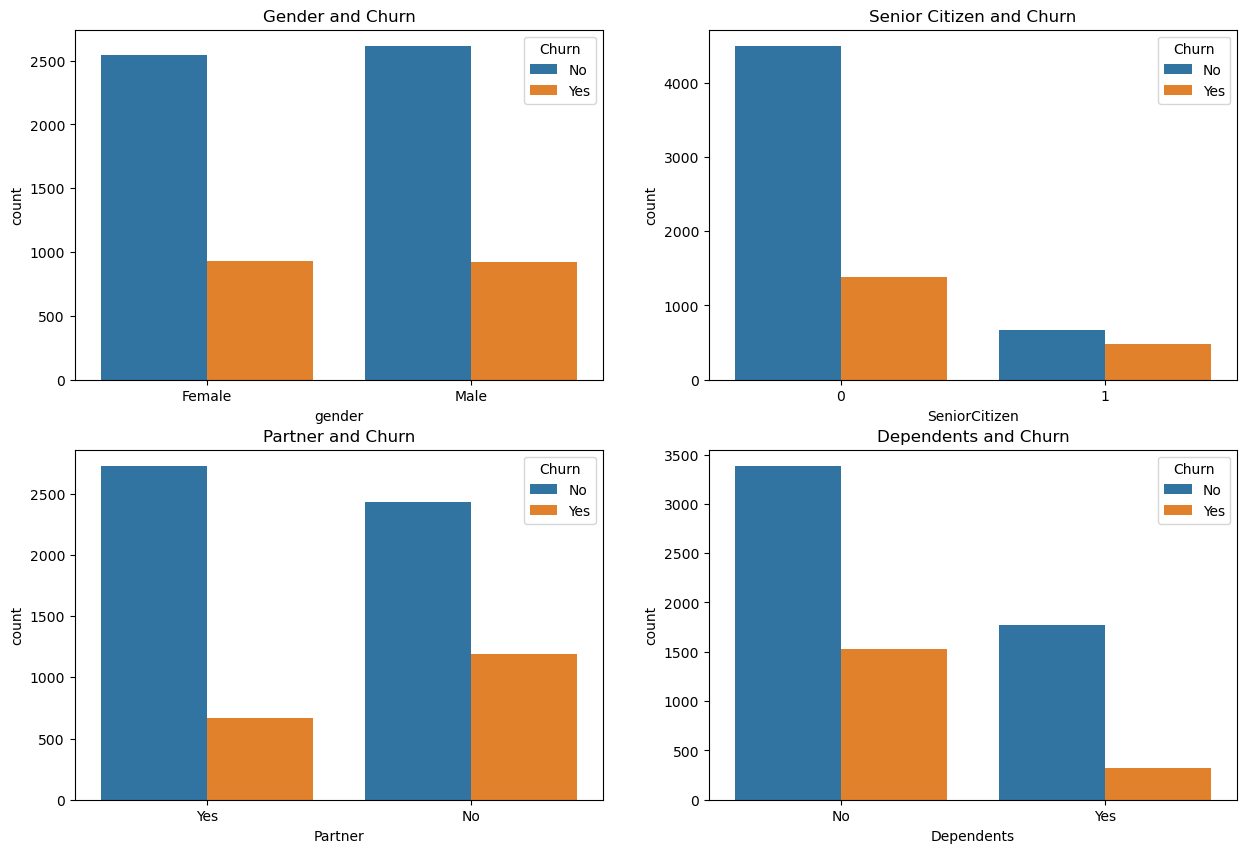 Gender and Churn
2500
2000
1500
1000
500
0
count
Female
Male
gender
Churn
No
Yes
Senior Citizen and Churn
4000
3000
2000
1000
0
count
0
1
SeniorCitizen
Churn
No
Yes
Partner and Churn
2500
2000
1500
1000
500
0
count
Yes
No
Partner
Churn
No
Yes
Dependents and Churn
3500
3000
2500
2000
1500
1000
500
0
count
No
Yes
Dependents
Churn
No
Yes